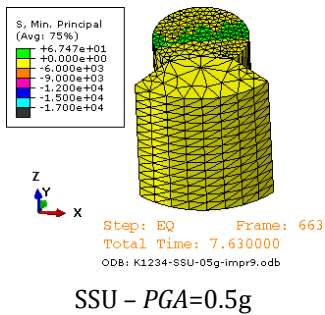 S, Min. Principal
(Avg: 75%)
+6.747e+01
+0.000e+00
-6.000e+03
-9.000e+03
-1.200e+04
-1.500e+04
-1.700e+04
Z
Y
X
Step: EQ Frame: 663
Total Time: 7.630000
ODB: K1234-SSU-05g-impr9.odb
SSU – PGA=0.5g